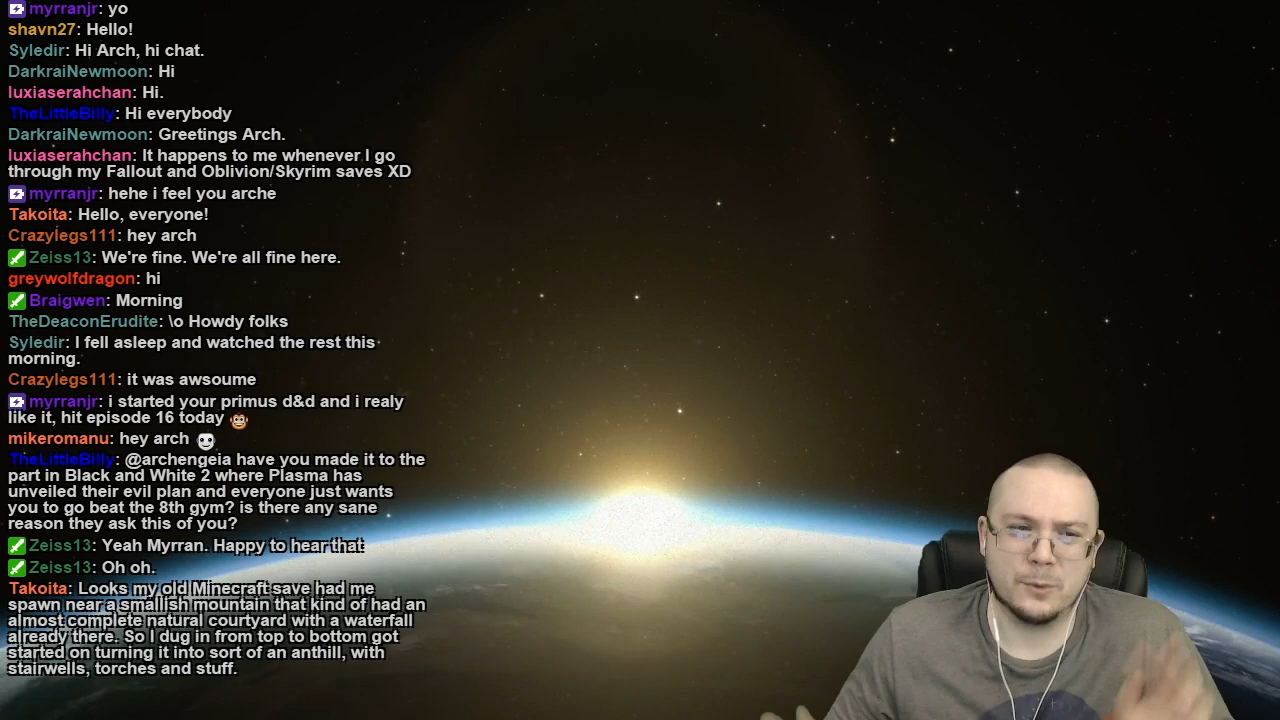 myrranjr: yo
shavn27: Hello!
Syledir: Hi Arch, hi chat.
DarkraiNewmoon: Hi
luxiaserahchan: Hi.
TheLittleBilly: Hi everybody
DarkraiNewmoon: Greetings Arch.
luxiaserahchan: It happens to me whenever I go
through my Fallout and Oblivion/Skyrim saves XD
myrranjr: hehe i feel you arche
Takoita: Hello, everyone!
Crazylegs111: hey arch
Zeiss13: We're fine. We're all fine here.
greywolfdragon: hi
Braigwen: Morning
TheDeaconErudite: \o Howdy folks
Syledir: I fell asleep and watched the rest this
morning.
Crazylegs111: it was awsoume
myrranjr: i started your primus d&d and i realy
like it, hit episode 16 today
mikeromanu: hey arch
TheLittleBilly: @archengeia have you made it to the
part in Black and White 2 where Plasma has
unveiled their evil plan and everyone just wants
you to go beat the 8th gym? is there any sane
reason they ask this of you?
Zeiss13: Yeah Myrran. Happy to hear that.
Zeiss13: Oh oh.
Takoita: Looks my old Minecraft save had me
spawn near a smallish mountain that kind of had an
almost complete natural courtyard with a waterfall
already there. So I dug in from top to bottom got
started on turning it into sort of an anthill, with
stairwells, torches and stuff.